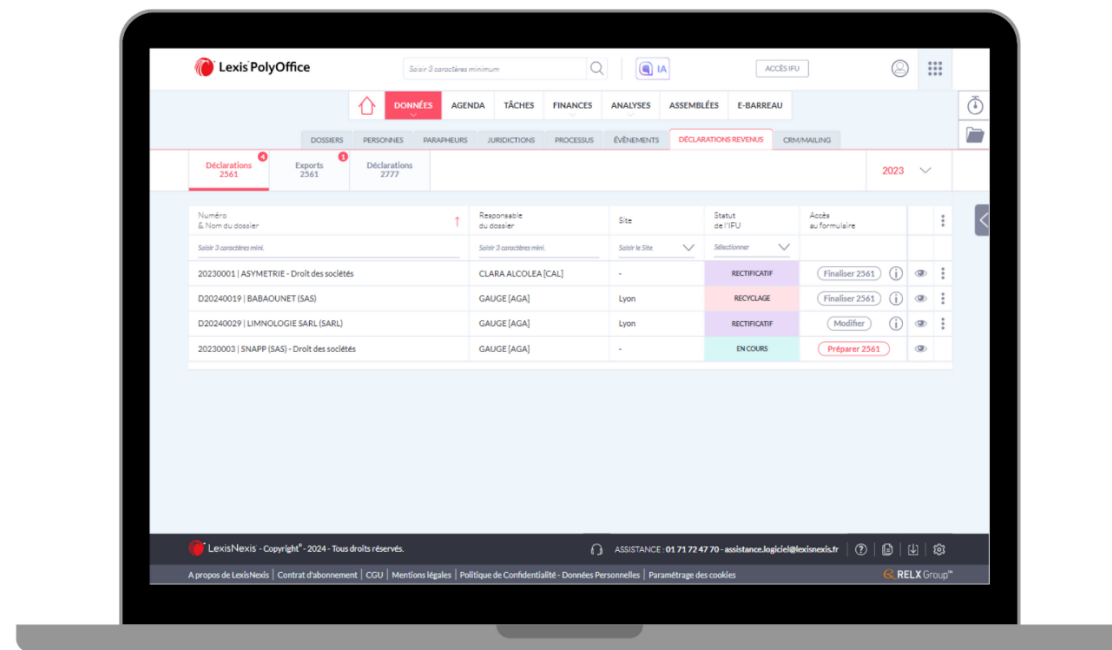 Lexis PolyOffice
Saisir 3 caractères minimum
IA
ACCÈS IFU
DONNÉES AGENDA TÂCHES FINANCES ANALYSES ASSEMBLÉES E-BARREAU
DOSSIERS PERSONNES PARAPHEURS JURIDICTIONS PROCESSUS ÉVÈNEMENTS DÉCLARATIONS REVENUS CRM/MAILING
Déclarations 2561 4
Exports 2561 1
Déclarations 2777
2023
Numéro & Nom du dossier
Responsable du dossier
Site
Statut de l'IFU
Accès au formulaire
Saisir 3 caractères mini. Saisir 3 caractères mini. Saisir le Site Sélectionner
20230001 | ASYMETRIE - Droit des sociétés CLARA ALCOLEA [CAL] - RECTIFICATIF Finaliser 2561
D20240019 | BABAOUNET (SAS) GAUGE [AGA] Lyon RECYCLAGE Finaliser 2561
D20240029 | LIMNOLOGIE SARL (SARL) GAUGE [AGA] Lyon RECTIFICATIF Modifier
20230003 | SNAPP (SAS) - Droit des sociétés GAUGE [AGA] - EN COURS Préparer 2561
LexisNexis - Copyright® - 2024 - Tous droits réservés. ASSISTANCE : 01 71 72 47 70 - assistance.logiciel@lexisnexis.fr
A propos de LexisNexis | Contrat d'abonnement | CGU | Mentions légales | Politique de Confidentialité - Données Personnelles | Paramétrage des cookies RELX Group™